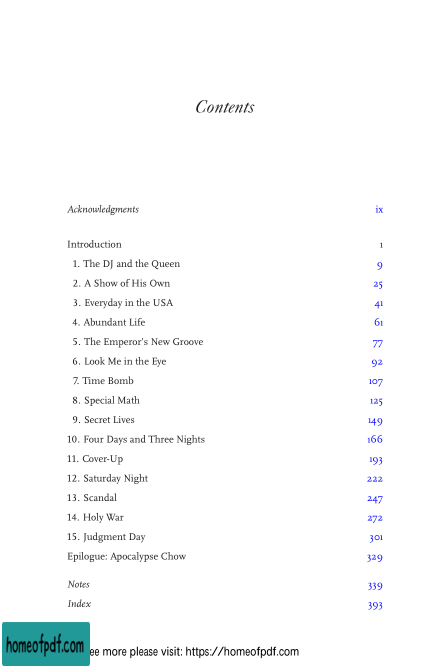 Contents
Acknowledgments ix
Introduction 1
1. The DJ and the Queen 9
2. A Show of His Own 25
3. Everyday in the USA 41
4. Abundant Life 61
5. The Emperor's New Groove 77
6. Look Me in the Eye 92
7. Time Bomb 107
8. Special Math 125
9. Secret Lives 149
10. Four Days and Three Nights 166
11. Cover-Up 193
12. Saturday Night 222
13. Scandal 247
14. Holy War 272
15. Judgment Day 301
Epilogue: Apocalypse Chow 329
Notes 339
Index 393
homeofpdf.com
ee more please visit: https://homeofpdf.com